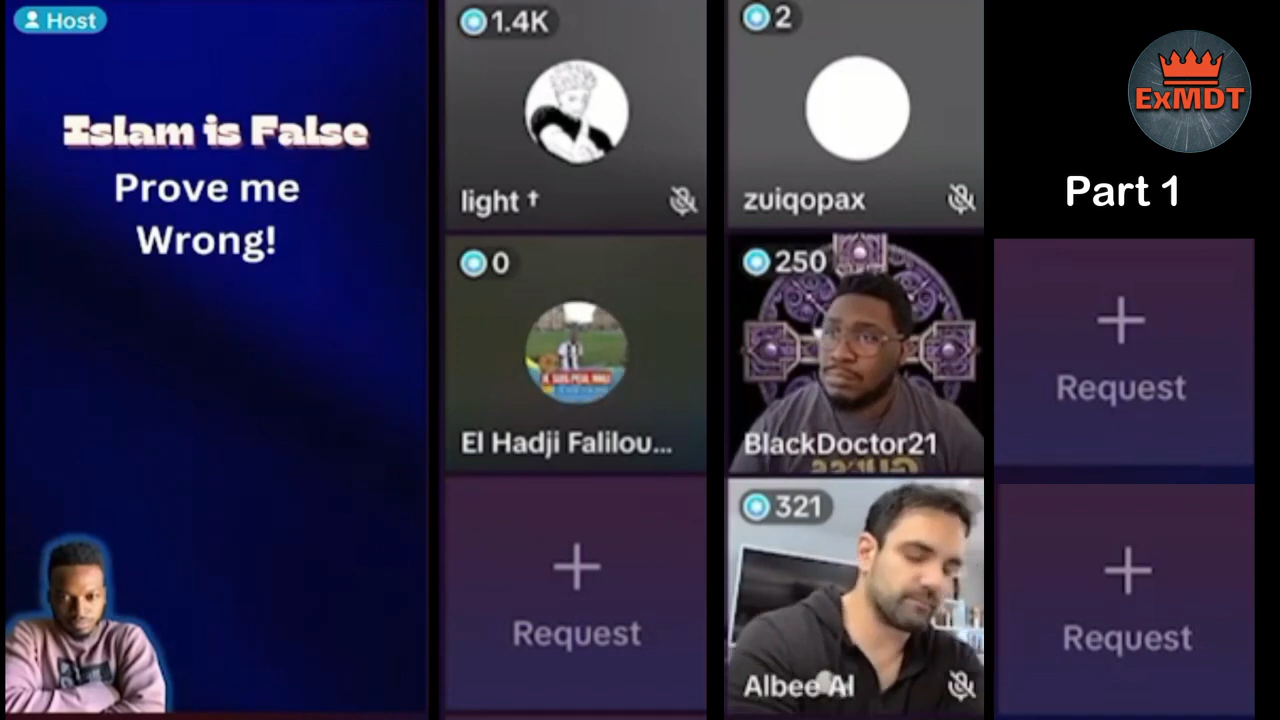 Host
Islam is False
Prove me
Wrong!
1.4K
light †
0
El Hadji Falilou...
Request
2
zuiqopax
250
BlackDoctor21
321
Albee Al
ExMDT
Part 1
Request
Request